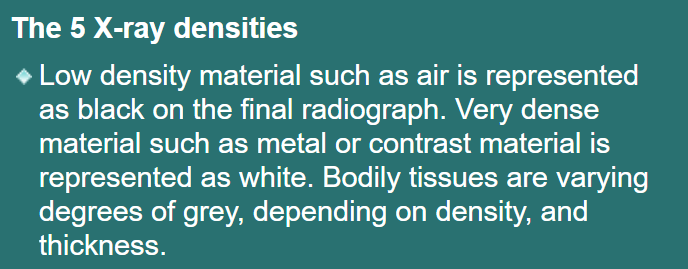 The 5 X-ray densities
Low density material such as air is represented
as black on the final radiograph. Very dense
material such as metal or contrast material is
represented as white. Bodily tissues are varying
degrees of grey, depending on density, and
thickness.